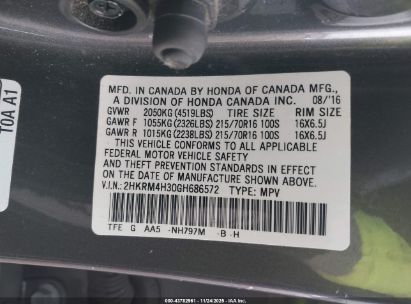 MFD. IN CANADA BY HONDA OF CANADA MFG.,
A DIVISION OF HONDA CANADA INC. 08/'16
GVWR 2050KG (4519LBS) TIRE SIZE RIM SIZE
GAWR F 1055KG (2326LBS) 215/70R16 100S 16X6.5J
GAWR R 1015KG (2238LBS) 215/70R16 100S 16X6.5J
THIS VEHICLE CONFORMS TO ALL APPLICABLE
FEDERAL MOTOR VEHICLE SAFETY
AND THEFT PREVENTION STANDARDS IN EFFECT
ON THE DATE OF MANUFACTURE SHOWN ABOVE.
V.I.N.: 2HKRM4H30GH686572 TYPE: MPV
TFE G AA5 -NH797M -B -H
TOA A1